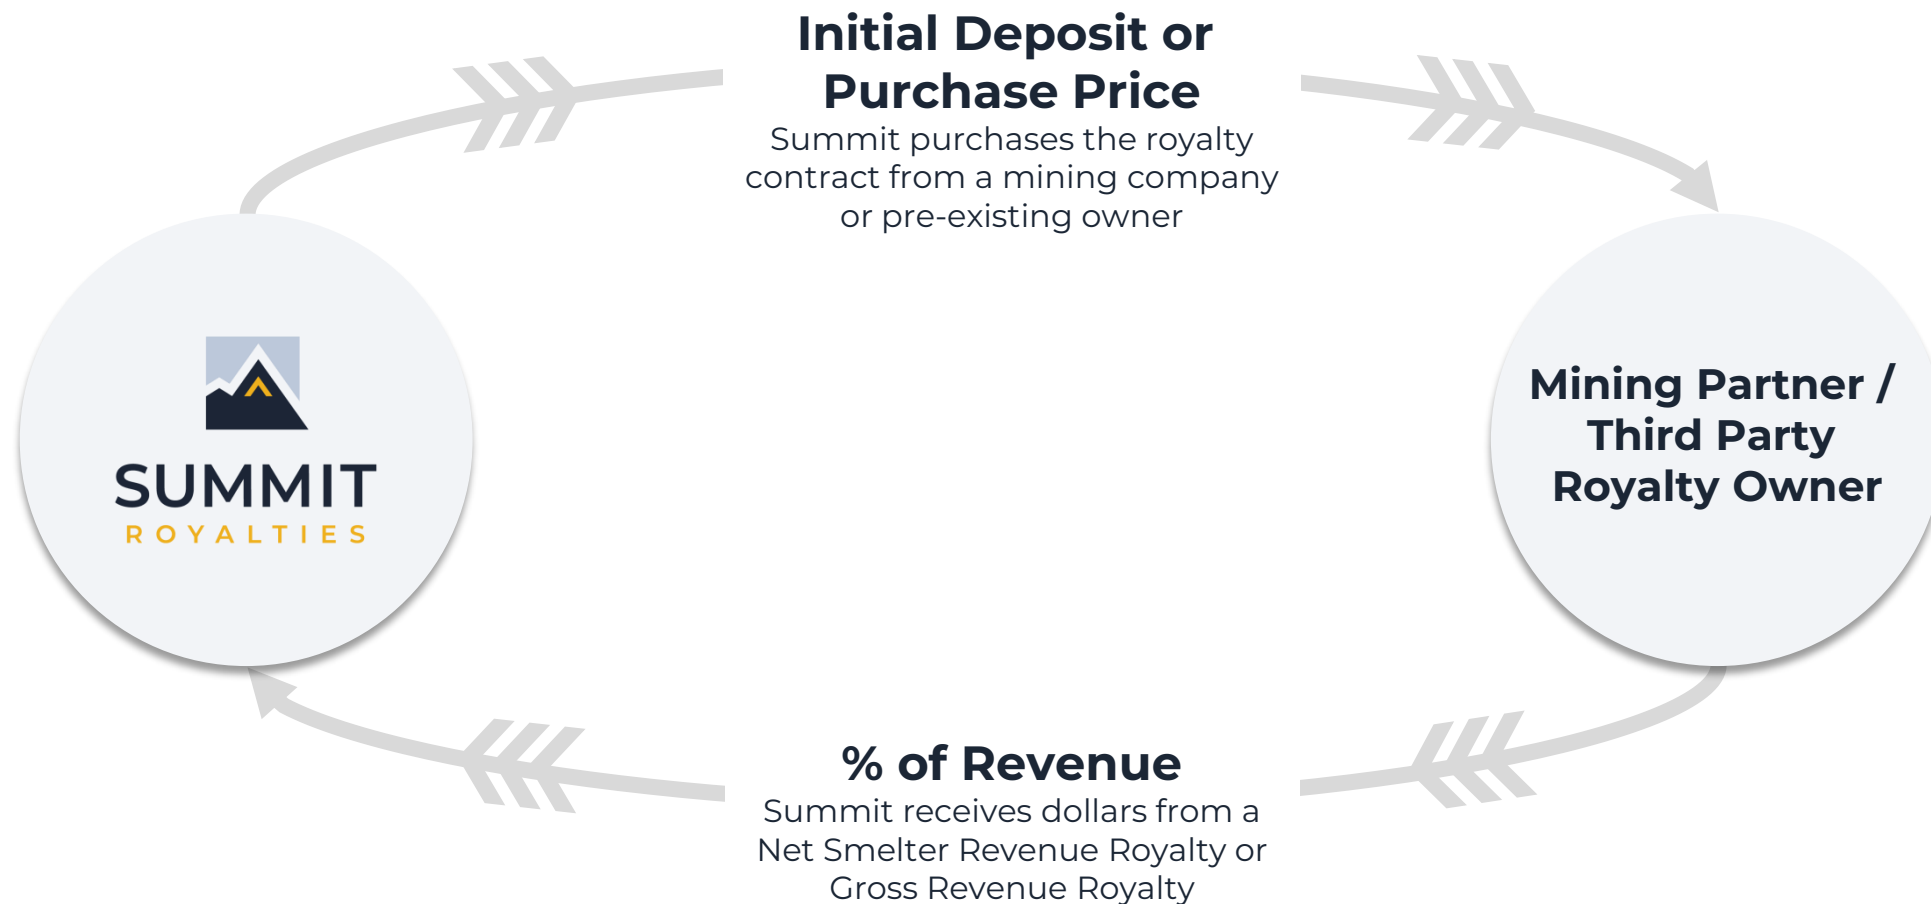 Initial Deposit or
Purchase Price
Summit purchases the royalty
contract from a mining company
or pre-existing owner
SUMMIT
ROYALTIES
Mining Partner /
Third Party
Royalty Owner
% of Revenue
Summit receives dollars from a
Net Smelter Revenue Royalty or
Gross Revenue Royalty